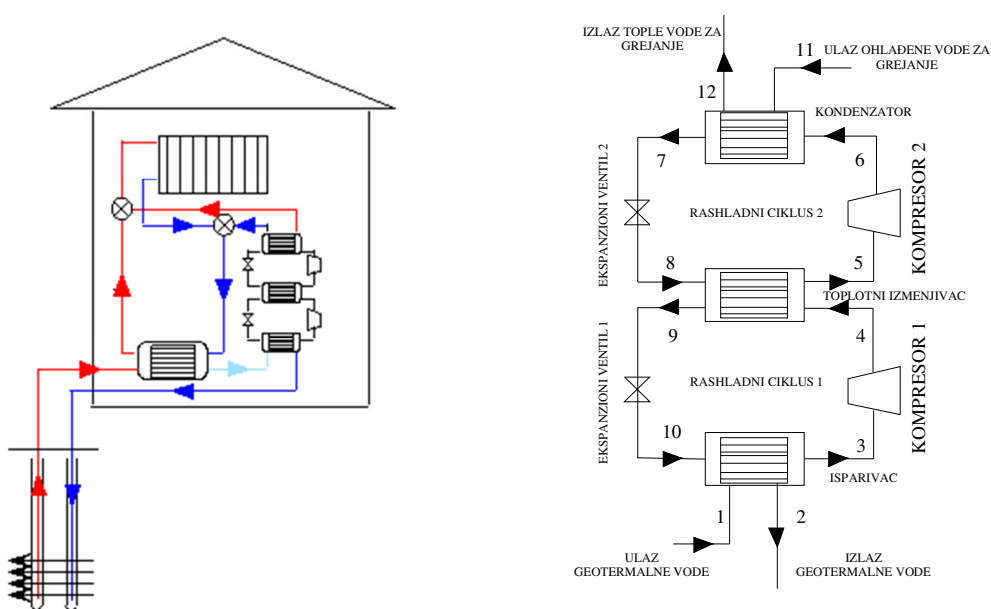 IZLAZ TOPLE VODE ZA
GREJANJE
11
ULAZ OHLAĐENE VODE ZA
GREJANJE
12
KONDENZATOR
7
6
EKSPANZIONI VENTIL 2
RASHLADNI CIKLUS 2
KOMPRESOR 2
8
5
TOPLOTNI IZMENJIVAC
9
4
EKSPANZIONI VENTIL 1
RASHLADNI CIKLUS 1
KOMPRESOR 1
10
3
ISPARIVAC
1
2
ULAZ
GEOTERMALNE VODE
IZLAZ
GEOTERMALNE VODE